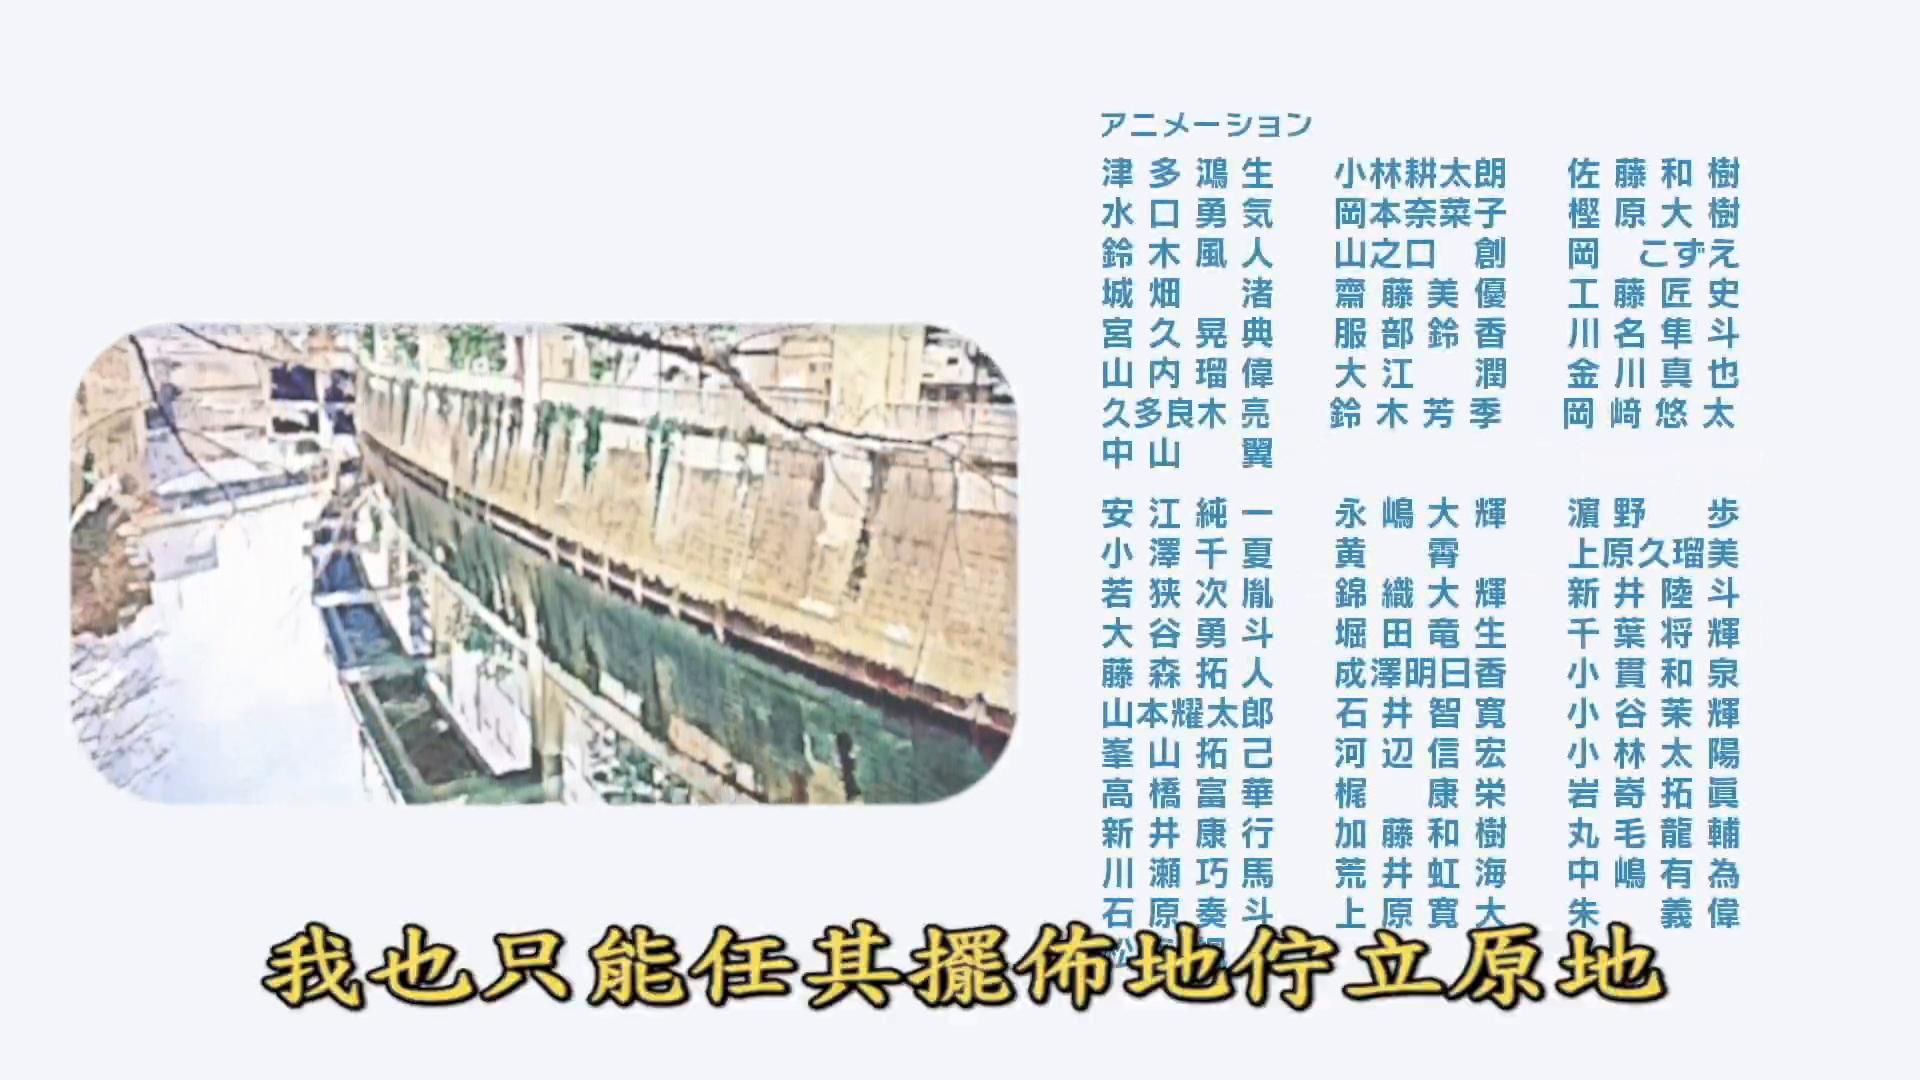 アニメーション
津多鴻生 小林耕太朗 佐藤和樹
水口勇気 岡本奈菜子 樫原大樹
鈴木風人 山之口 創 岡 こずえ
城畑 渚 齋藤美優 工藤匠史
宮久晃典 服部鈴香 川名隼斗
山内瑠偉 大江 潤 金川真也
久多良木亮 鈴木芳季 岡﨑悠太
中山 翼
安江純一 永嶋大輝 濵野 歩
小澤千夏 黄 霄 上原久瑠美
若狭次胤 錦織大輝 新井陸斗
大谷勇斗 堀田竜生 千葉将輝
藤森拓人 成澤明日香 小貫和泉
山本耀太郎 石井智寛 小谷茉輝
峯山拓己 河辺信宏 小林太陽
高橋富華 梶 康栄 岩嵜拓眞
新井康行 加藤和樹 丸毛龍輔
川瀬巧馬 荒井虹海 中嶋有為
石原奏斗 上原寛大 朱 義偉
我也只能任其擺佈地佇立原地